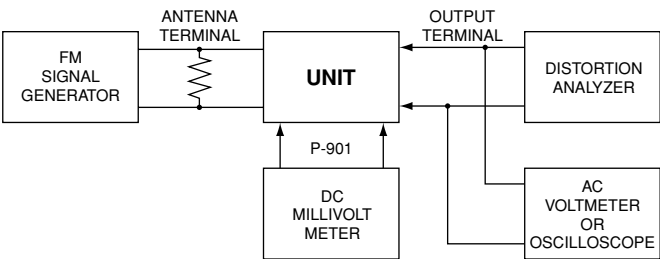 ANTENNA
TERMINAL
OUTPUT
TERMINAL
FM
SIGNAL
GENERATOR
UNIT
DISTORTION
ANALYZER
P-901
DC
MILLIVOLT
METER
AC
VOLTMETER
OR
OSCILLOSCOPE